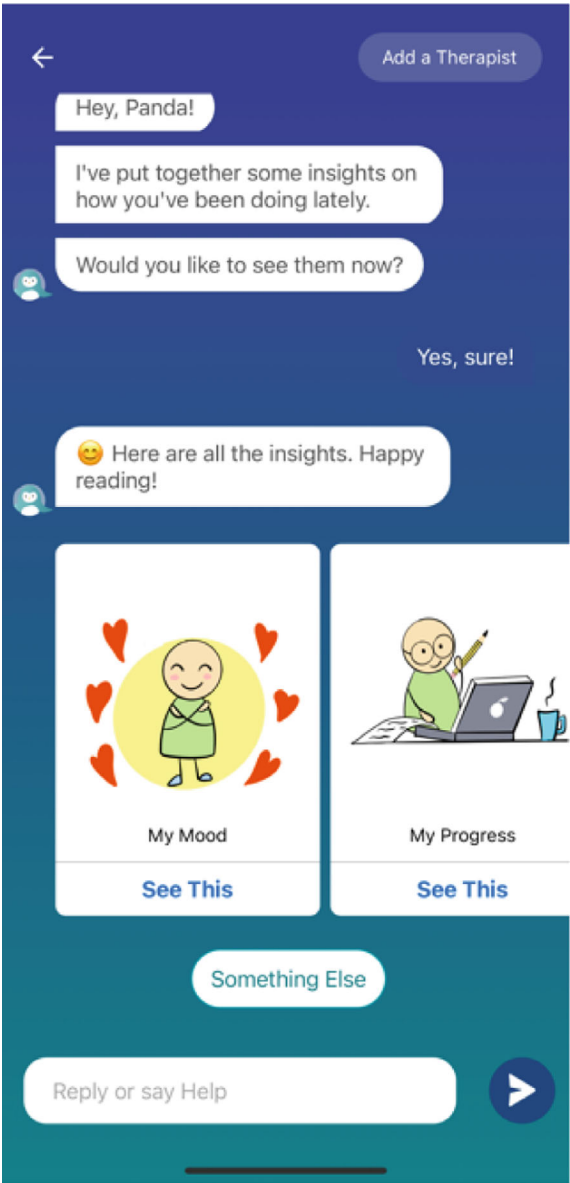 Add a Therapist
Hey, Panda!
I've put together some insights on
how you've been doing lately.
Would you like to see them now?
Yes, sure!
😊 Here are all the insights. Happy
reading!
My Mood
See This
My Progress
See This
Something Else
Reply or say Help